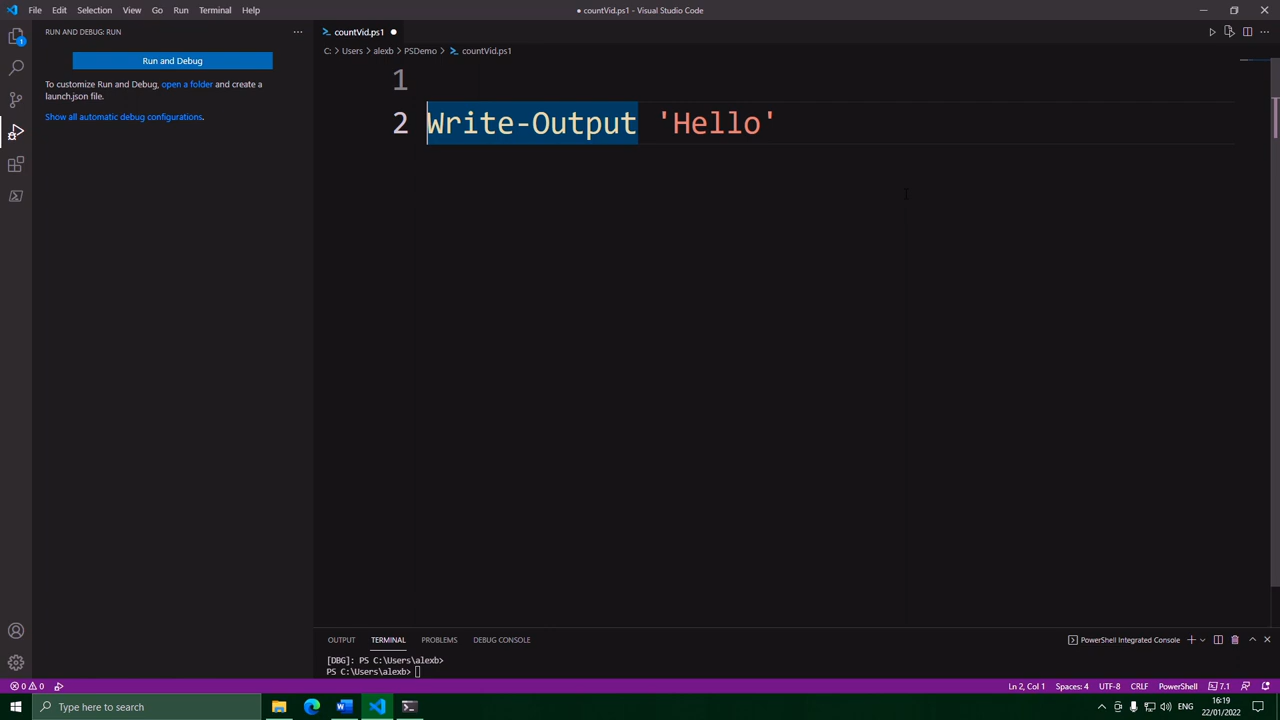 File Edit Selection View Go Run Terminal Help
● countVid.ps1 - Visual Studio Code
RUN AND DEBUG: RUN
Run and Debug
To customize Run and Debug, open a folder and create a
launch.json file.
Show all automatic debug configurations.
countVid.ps1 ●
C: > Users > alexb > PSDemo > countVid.ps1
1
2 Write-Output 'Hello'
OUTPUT TERMINAL PROBLEMS DEBUG CONSOLE
PowerShell Integrated Console
[DBG]: PS C:\Users\alexb>
PS C:\Users\alexb>
1
0 0
Ln 2, Col 1 Spaces: 4 UTF-8 CRLF PowerShell 7.1
Type here to search
ENG
16:19
22/01/2022